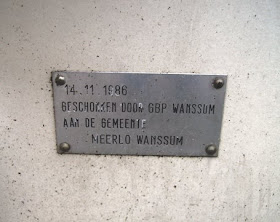 14.11.1986
GESCHONKEN DOOR GBP WANSSUM
AAN DE GEMEENTE
MEERLO WANSSUM